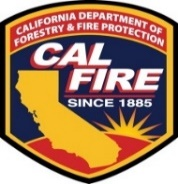 CALIFORNIA DEPARTMENT OF
FORESTRY & FIRE PROTECTION
CAL
FIRE
SINCE 1885